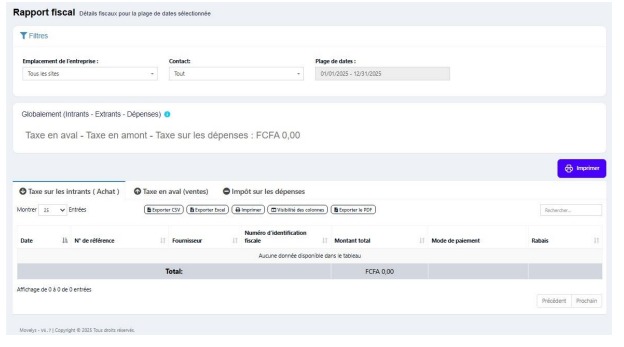 Rapport fiscal Détails fiscaux pour la plage de dates sélectionnée
Filtres
Emplacement de l'entreprise : Contact: Plage de dates :
Tous les sites Tout 01/01/2025 - 12/31/2025
Globalement (Intrants - Extrants - Dépenses)
Taxe en aval - Taxe en amont - Taxe sur les dépenses : FCFA 0,00
Imprimer
Taxe sur les intrants ( Achat ) Taxe en aval (ventes) Impôt sur les dépenses
Montrer Entrées Exporter CSV Exporter Excel Imprimer Visibilité des colonnes Exporter le PDF Rechercher...
Date N° de référence Fournisseur Numéro d'identification fiscale Montant total Mode de paiement Rabais
Aucune donnée disponible dans le tableau
Total: FCFA 0,00
Affichage de 0 à 0 de 0 entrées
Précédent Prochain
Copyright © 2025 Tous droits réservés.